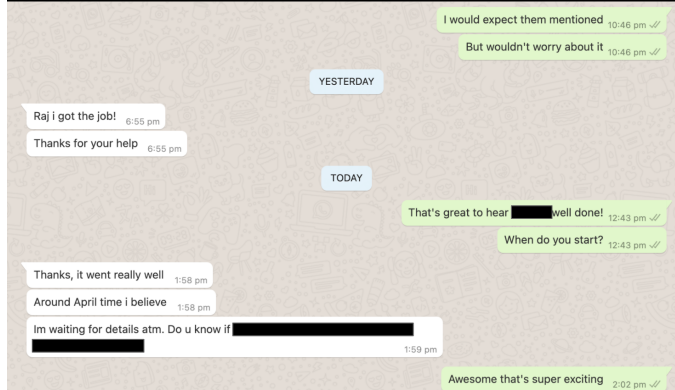 I would expect them mentioned 10:46 pm
But wouldn't worry about it 10:46 pm
YESTERDAY
Raj i got the job! 6:55 pm
Thanks for your help 6:55 pm
TODAY
That's great to hear well done! 12:43 pm
When do you start? 12:43 pm
Thanks, it went really well 1:58 pm
Around April time i believe 1:58 pm
Im waiting for details atm. Do u know if
1:59 pm
Awesome that's super exciting 2:02 pm